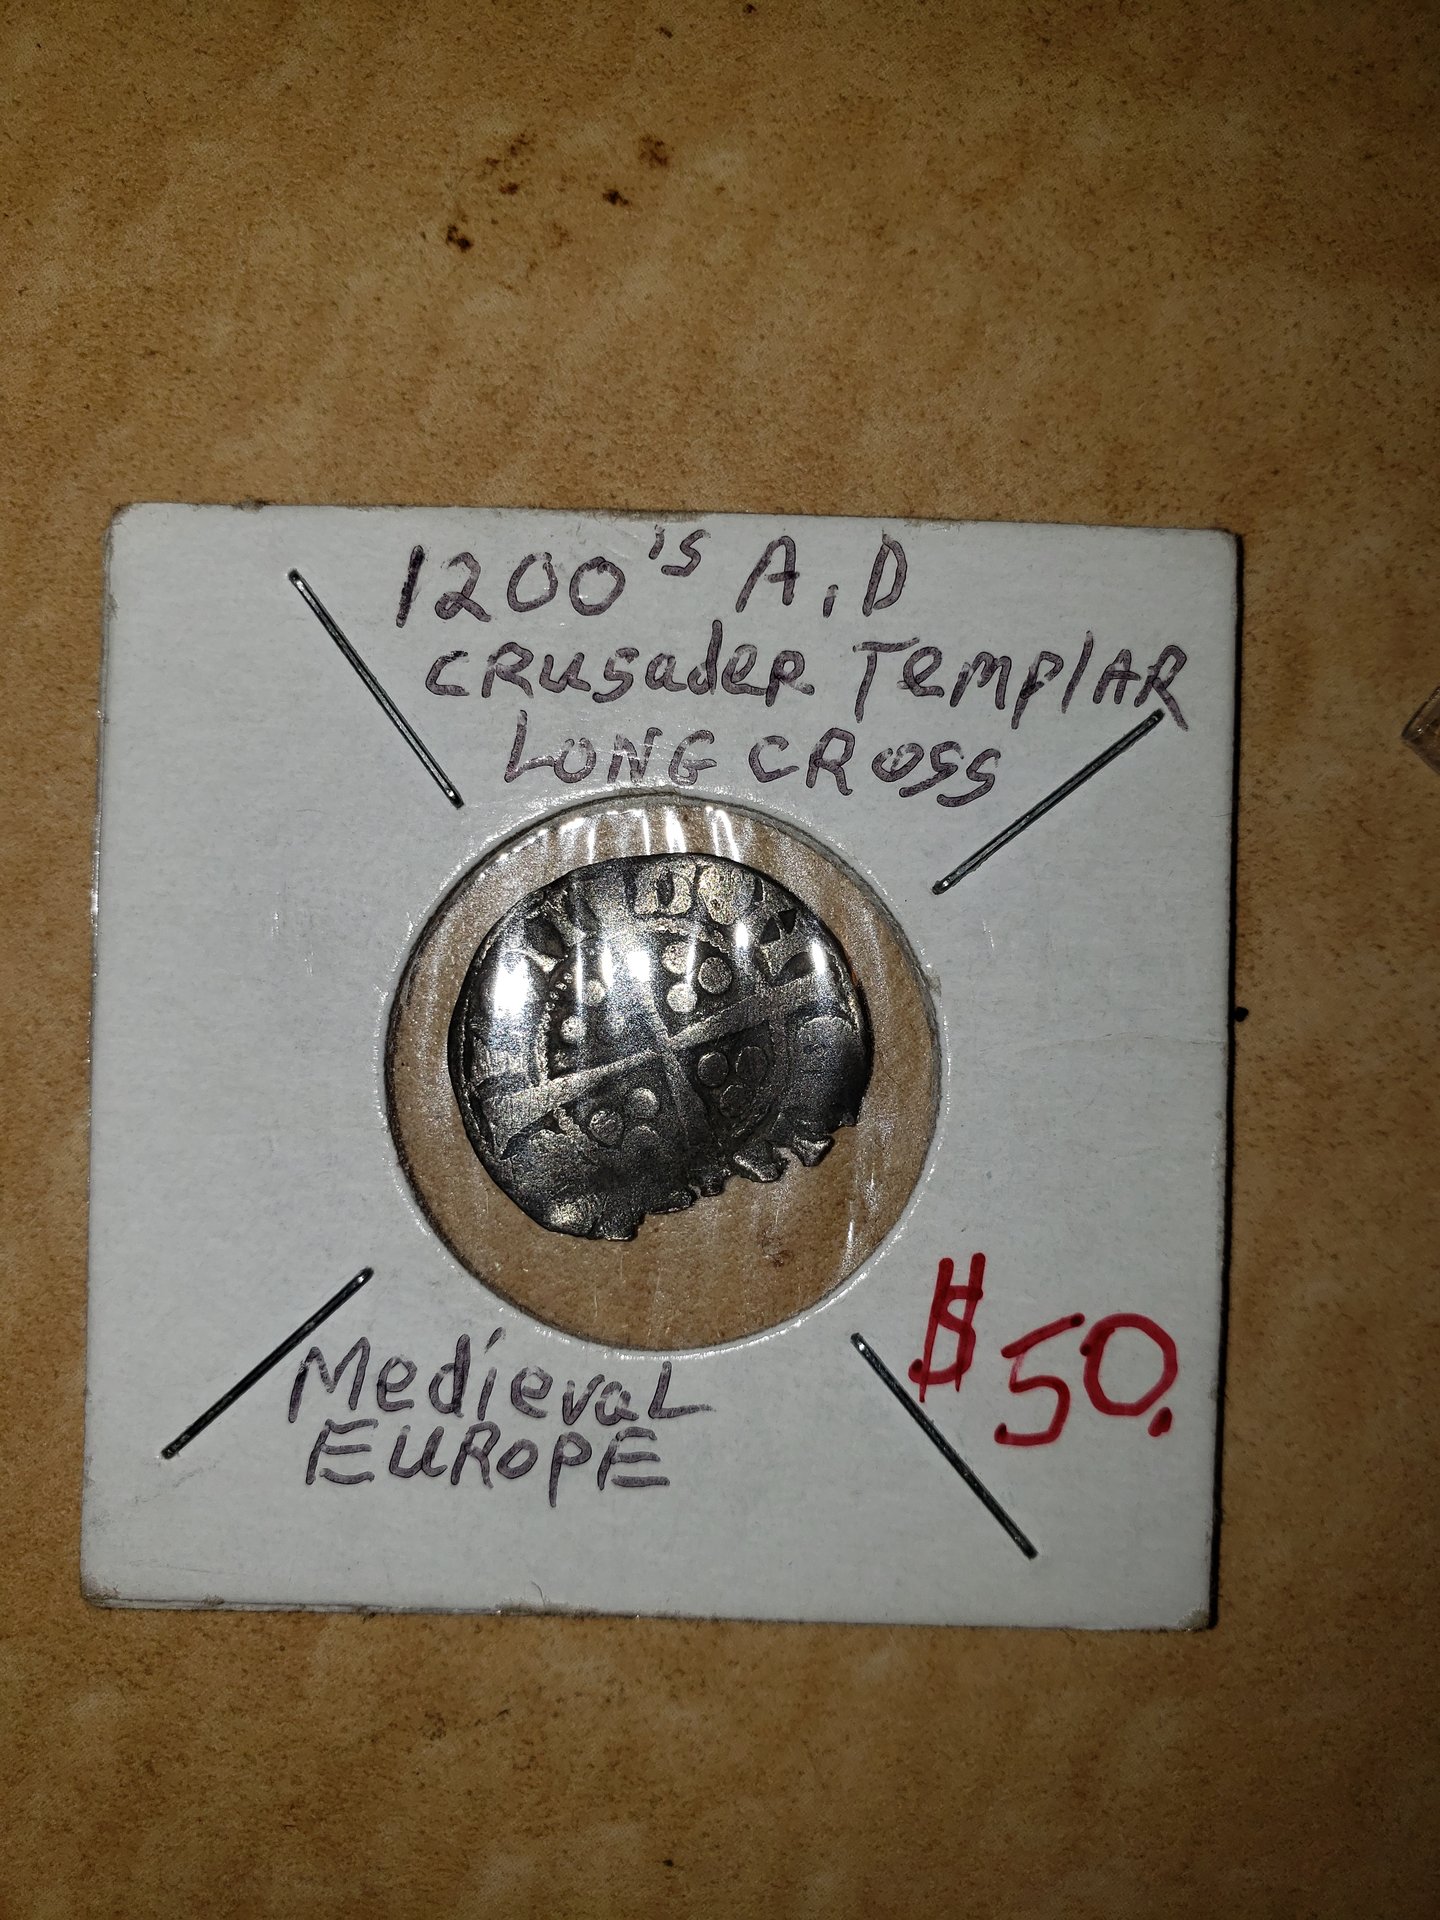 1200's A.D
CRusadeR TemplAR
LONG CROSS
Medieval
EUROPE
$50.